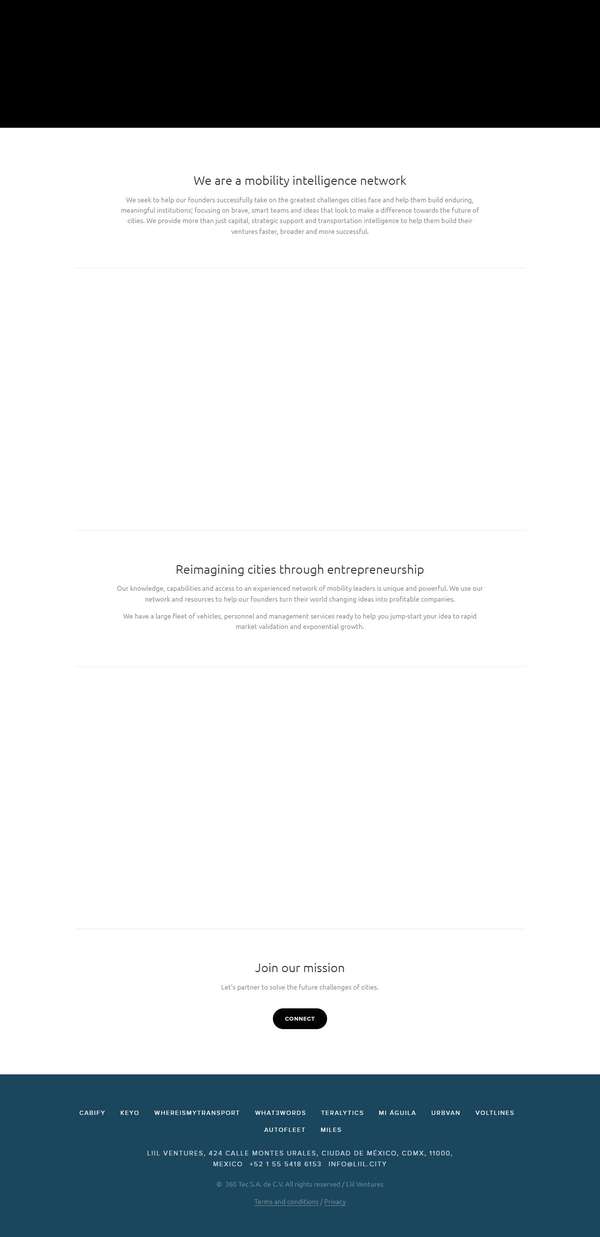 We are a mobility intelligence network
We seek to help our founders successfully take on the greatest challenges cities face and help them build enduring,
meaningful institutions; focusing on brave, smart teams and ideas that look to make a difference towards the future of
cities. We provide more than just capital, strategic support and transportation intelligence to help them build their
ventures faster, broader and more successful.
Reimagining cities through entrepreneurship
Our knowledge, capabilities and access to an experienced network of mobility leaders is unique and powerful. We use our
network and resources to help our founders turn their world changing ideas into profitable companies.
We have a large fleet of vehicles, personnel and management services ready to help you jump-start your idea to rapid
market validation and exponential growth.
Join our mission
Let's partner to solve the future challenges of cities.
CONNECT
CABIFY KEYO WHEREISMYTRANSPORT WHAT3WORDS TERALYTICS MI ÁGUILA URBVAN VOLTLINES
AUTOFLEET MILES
LIIL VENTURES, 424 CALLE MONTES URALES, CIUDAD DE MÉXICO, CDMX, 11000,
MEXICO +52 1 55 5418 6153 INFO@LIIL.CITY
© 360 Tec S.A. de C.V. All rights reserved / Liil Ventures
Terms and conditions / Privacy